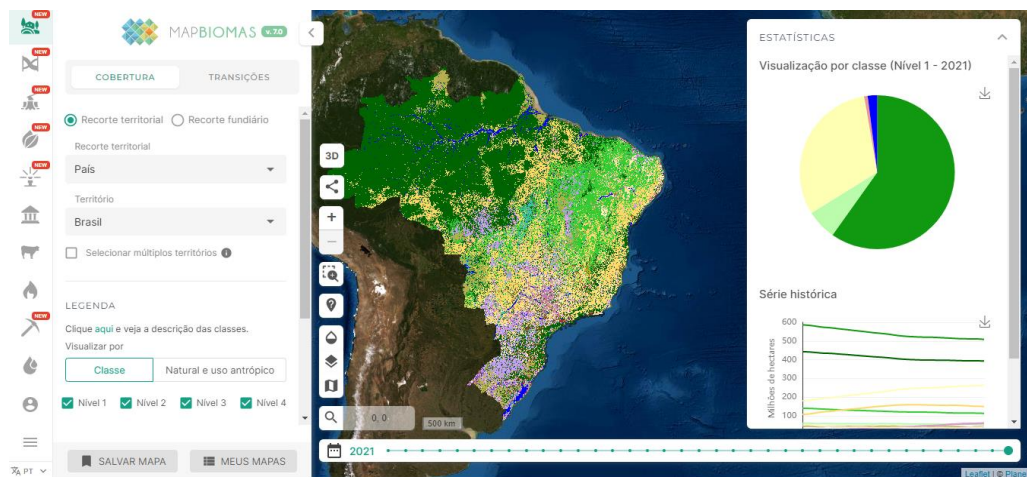 NEW
NEW
NEW
NEW
NEW
NEW
PT
MAPBIOMAS v. 7.0
COBERTURA
TRANSIÇÕES
Recorte territorial
Recorte fundiário
Recorte territorial
País
Território
Brasil
Selecionar múltiplos territórios
LEGENDA
Clique aqui e veja a descrição das classes.
Visualizar por
Classe
Natural e uso antrópico
Nível 1
Nível 2
Nível 3
Nível 4
SALVAR MAPA
MEUS MAPAS
3D
+
−
0, 0
500 km
2021
ESTATÍSTICAS
Visualização por classe (Nível 1 - 2021)
Série histórica
Milhões de hectares
600
500
400
300
200
100
Leaflet | © Plane